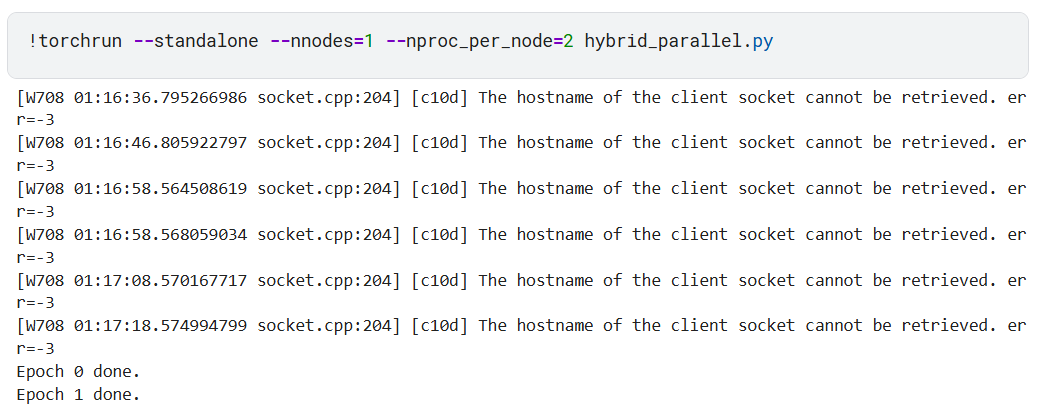 !torchrun --standalone --nnodes=1 --nproc_per_node=2 hybrid_parallel.py
[W708 01:16:36.795266986 socket.cpp:204] [c10d] The hostname of the client socket cannot be retrieved. er
r=-3
[W708 01:16:46.805922797 socket.cpp:204] [c10d] The hostname of the client socket cannot be retrieved. er
r=-3
[W708 01:16:58.564508619 socket.cpp:204] [c10d] The hostname of the client socket cannot be retrieved. er
r=-3
[W708 01:16:58.568059034 socket.cpp:204] [c10d] The hostname of the client socket cannot be retrieved. er
r=-3
[W708 01:17:08.570167717 socket.cpp:204] [c10d] The hostname of the client socket cannot be retrieved. er
r=-3
[W708 01:17:18.574994799 socket.cpp:204] [c10d] The hostname of the client socket cannot be retrieved. er
r=-3
Epoch 0 done.
Epoch 1 done.